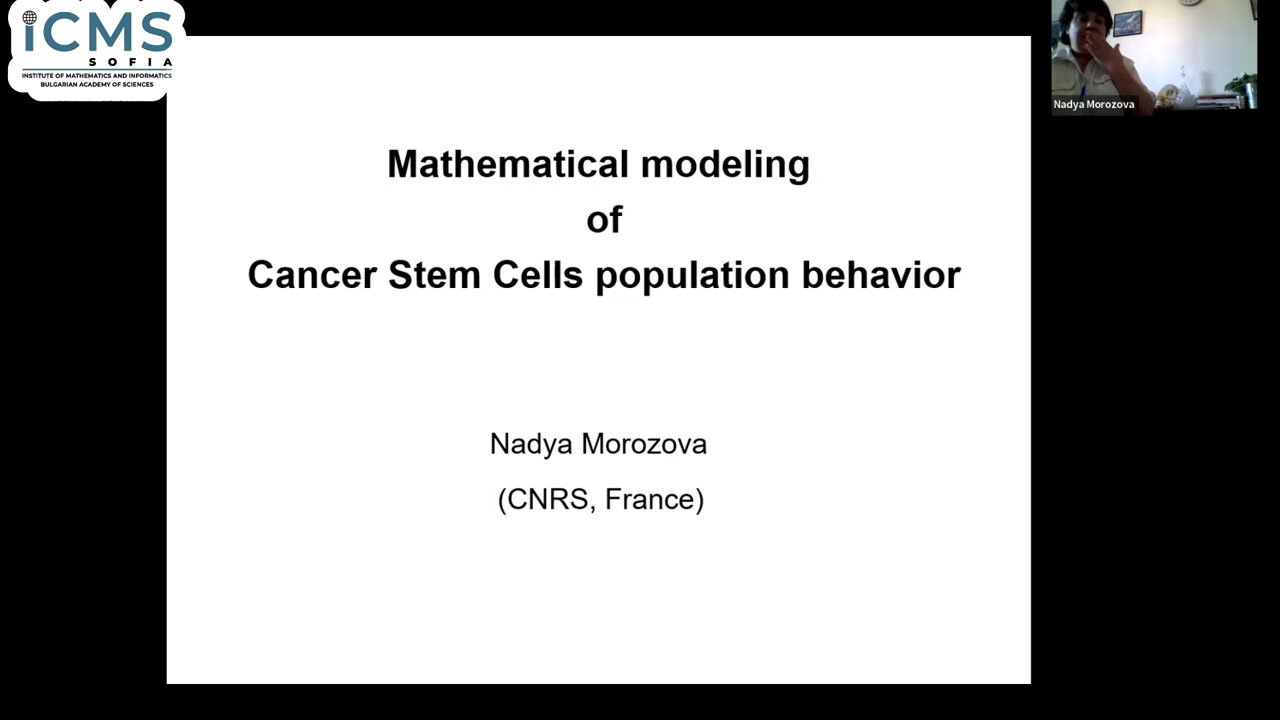 iCMS
SOFIA
INSTITUTE OF MATHEMATICS AND INFORMATICS
BULGARIAN ACADEMY OF SCIENCES
Nadya Morozova
Mathematical modeling
of
Cancer Stem Cells population behavior
Nadya Morozova
(CNRS, France)